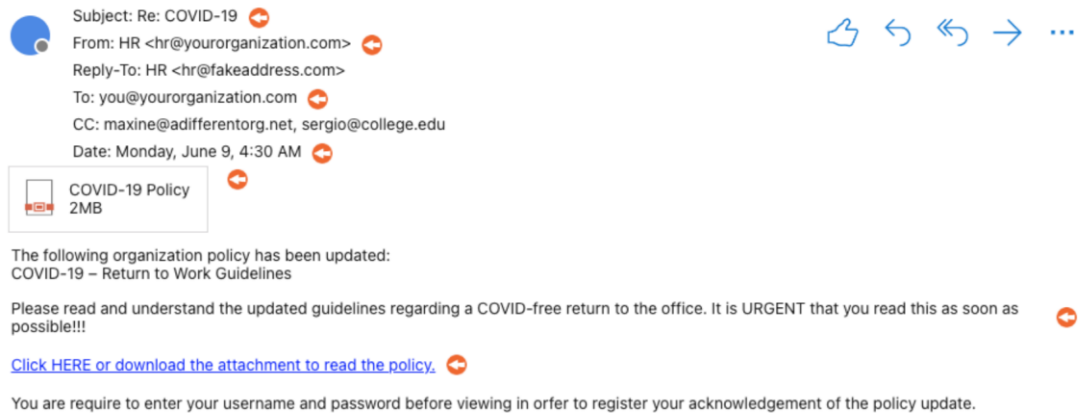 Subject: Re: COVID-19
From: HR <hr@yourorganization.com>
Reply-To: HR <hr@fakeaddress.com>
To: you@yourorganization.com
CC: maxine@adifferentorg.net, sergio@college.edu
Date: Monday, June 9, 4:30 AM
COVID-19 Policy
2MB
The following organization policy has been updated:
COVID-19 – Return to Work Guidelines
Please read and understand the updated guidelines regarding a COVID-free return to the office. It is URGENT that you read this as soon as
possible!!!
Click HERE or download the attachment to read the policy.
You are require to enter your username and password before viewing in orfer to register your acknowledgement of the policy update.